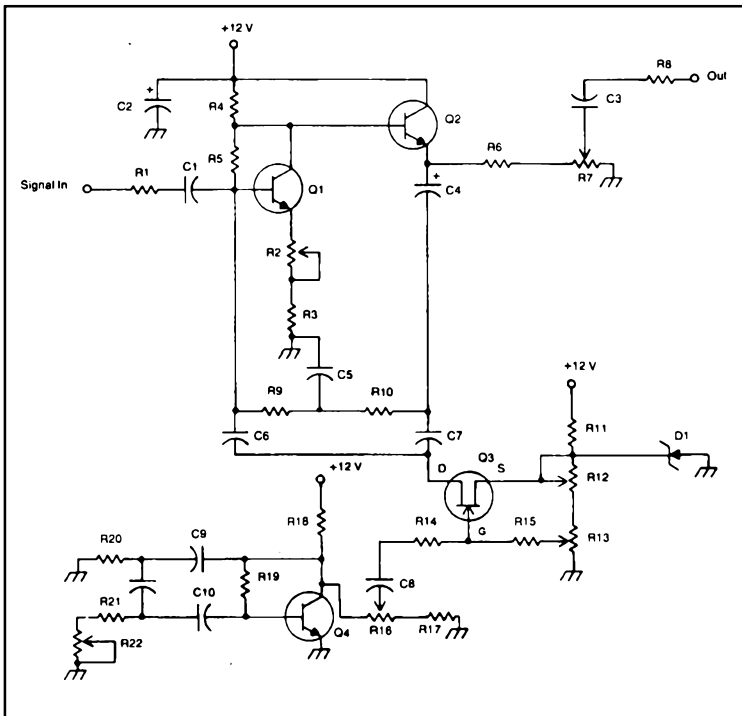 +12 V
R8
Out
C2
+
R4
C3
Q2
R5
R6
R7
Signal In
R1
C1
Q1
+
C4
R2
R3
C5
R9
R10
+12 V
C6
C7
R11
D1
Q3
D
S
R12
+12 V
R18
R14
G
R15
R13
R20
C9
R19
C8
R21
C10
R22
Q4
R16
R17